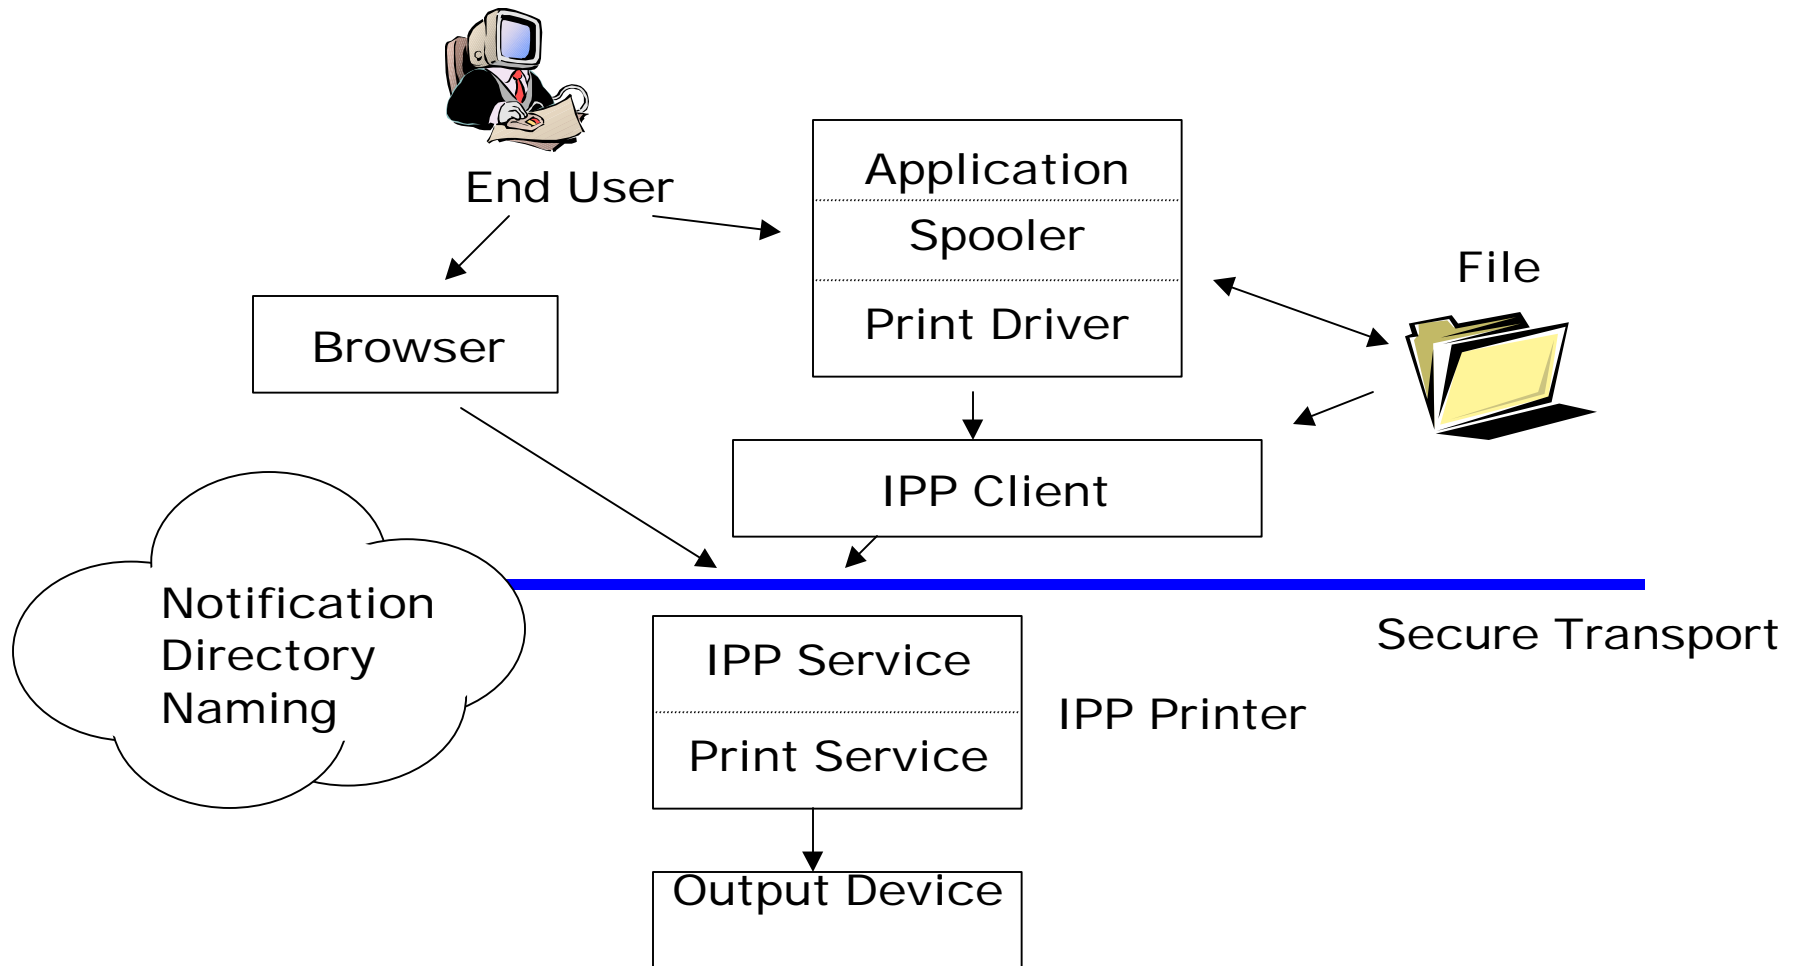 End User
Application
Spooler
Print Driver
File
Browser
IPP Client
Notification
Directory
Naming
Secure Transport
IPP Service
IPP Printer
Print Service
Output Device